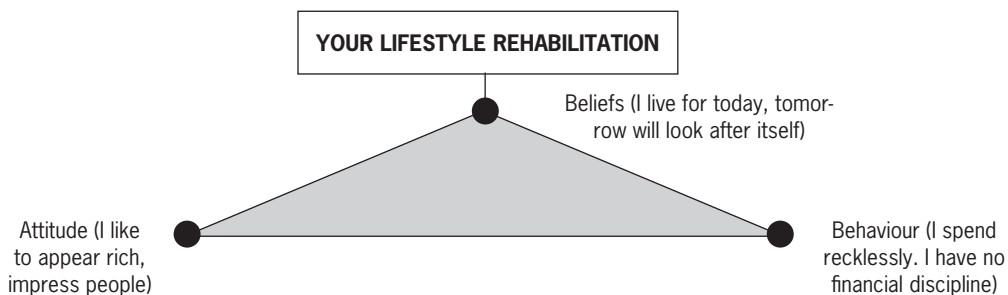 YOUR LIFESTYLE REHABILITATION
Beliefs (I live for today, tomor-
row will look after itself)
Attitude (I like
to appear rich,
impress people)
Behaviour (I spend
recklessly. I have no
financial discipline)